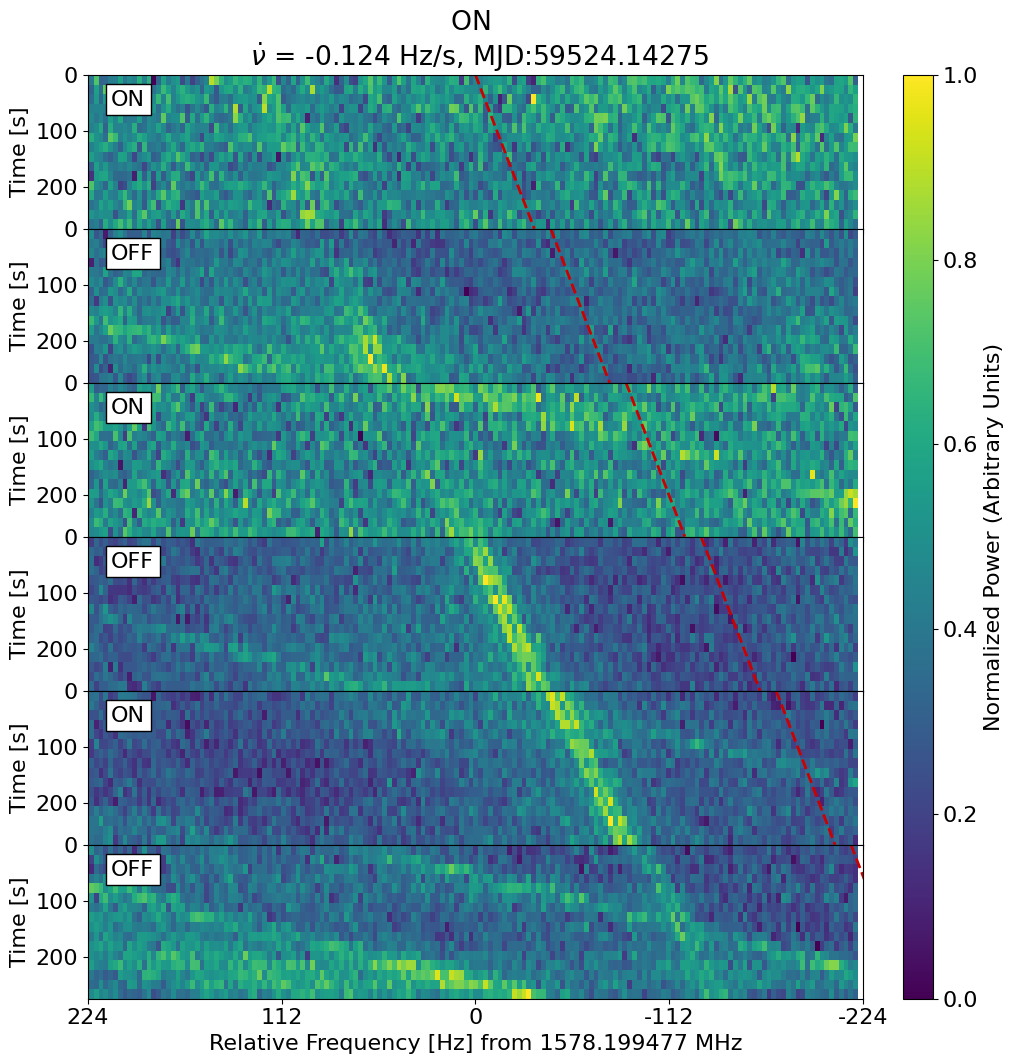 ON
ν̇ = -0.124 Hz/s, MJD:59524.14275
0
ON
100
200
Time [s]
0
OFF
100
200
Time [s]
0
ON
100
200
Time [s]
0
OFF
100
200
Time [s]
0
ON
100
200
Time [s]
0
OFF
100
200
Time [s]
224 112 0 -112 -224
Relative Frequency [Hz] from 1578.199477 MHz
1.0
0.8
0.6
0.4
0.2
0.0
Normalized Power (Arbitrary Units)